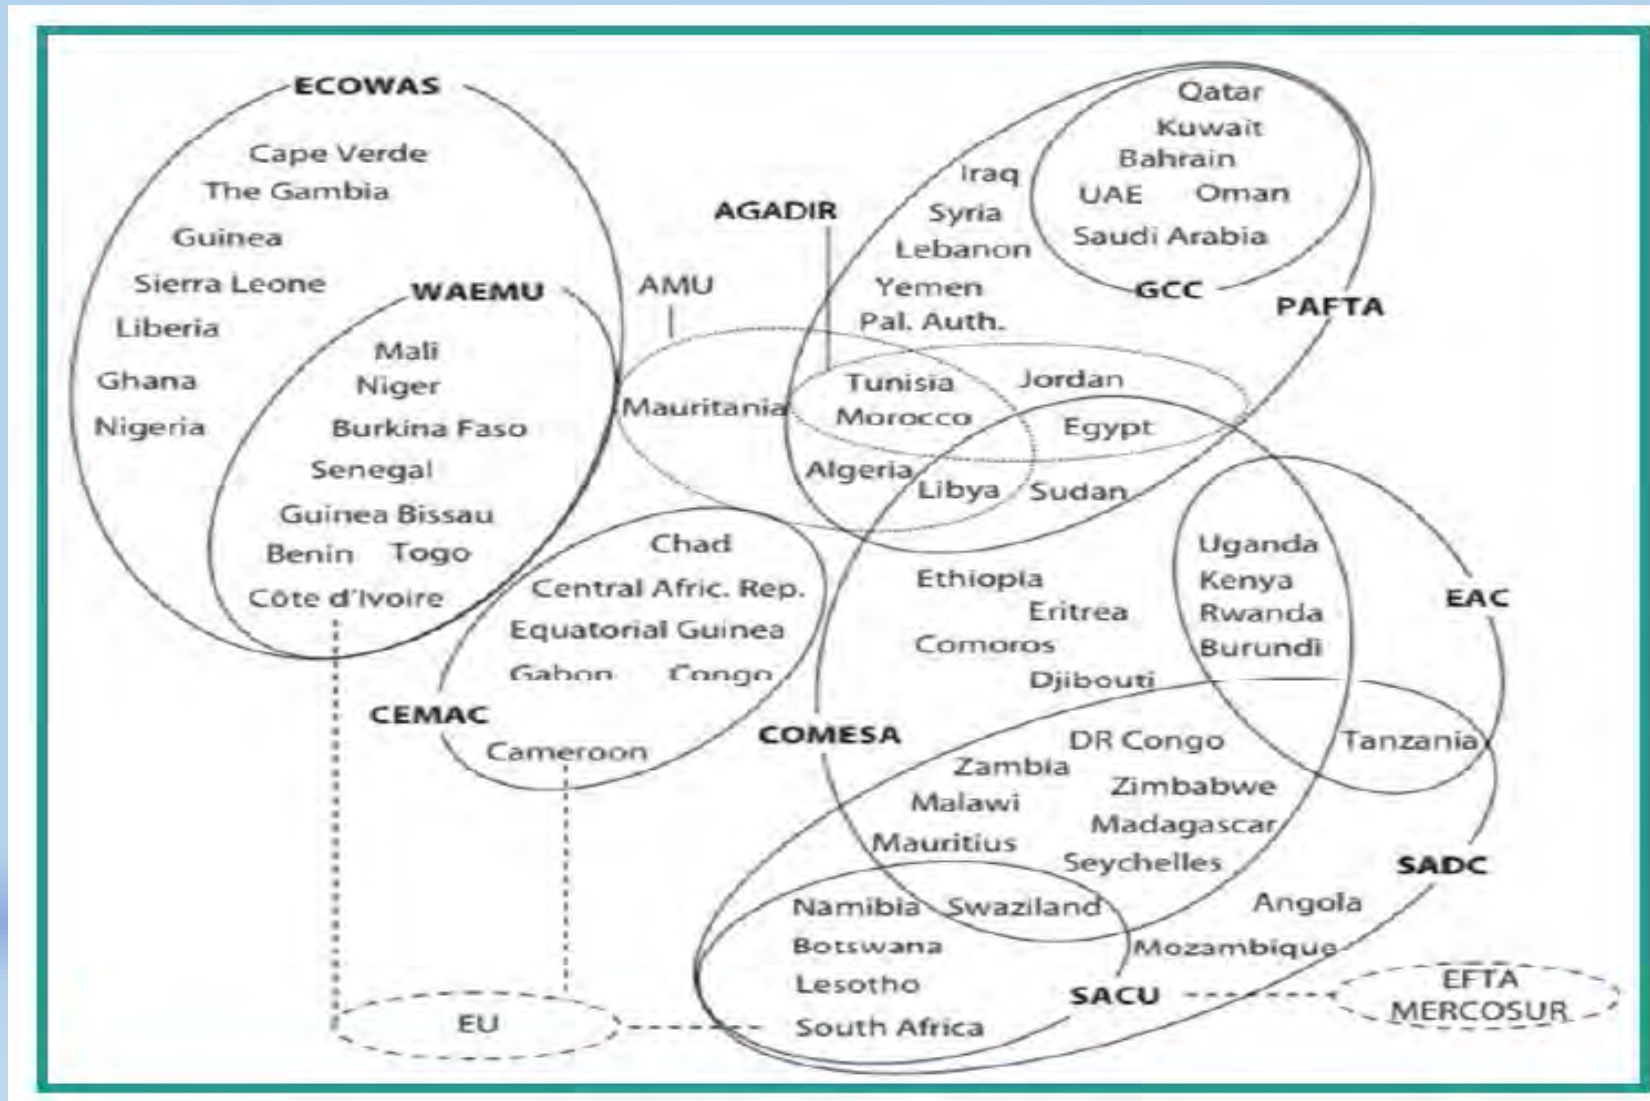 ECOWAS
Cape Verde
The Gambia
Guinea
Sierra Leone
Liberia
Ghana
Nigeria
WAEMU
Mali
Niger
Burkina Faso
Senegal
Guinea Bissau
Benin Togo
Côte d'Ivoire
AMU
Mauritania
AGADIR
Tunisia
Morocco
Jordan
Egypt
Algeria
Libya
Sudan
Iraq
Syria
Lebanon
Yemen
Pal. Auth.
Qatar
Kuwait
Bahrain
UAE Oman
Saudi Arabia
GCC
PAFTA
Chad
Central Afric. Rep.
Equatorial Guinea
Gabon Congo
CEMAC
Cameroon
COMESA
Ethiopia
Eritrea
Comoros
Djibouti
Uganda
Kenya
Rwanda
Burundi
EAC
Tanzania
DR Congo
Zambia
Zimbabwe
Malawi
Madagascar
Mauritius
Seychelles
SADC
Angola
Mozambique
Namibia
Swaziland
Botswana
Lesotho
South Africa
SACU
EFTA
MERCOSUR
EU